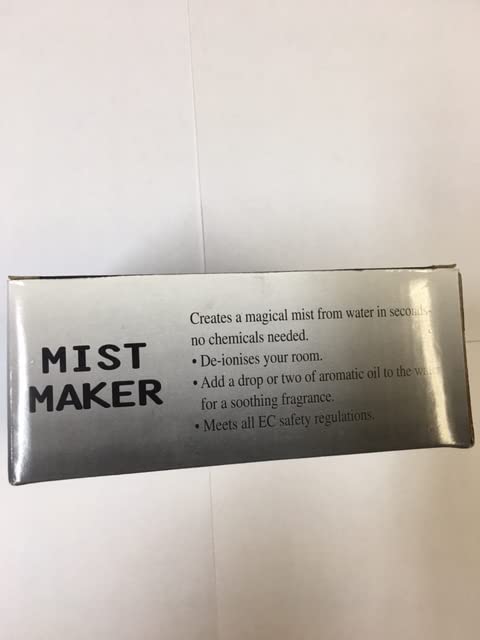 MIST
MAKER
Creates a magical mist from water in seconds-
no chemicals needed.
• De-ionises your room.
• Add a drop or two of aromatic oil to the water
for a soothing fragrance.
• Meets all EC safety regulations.